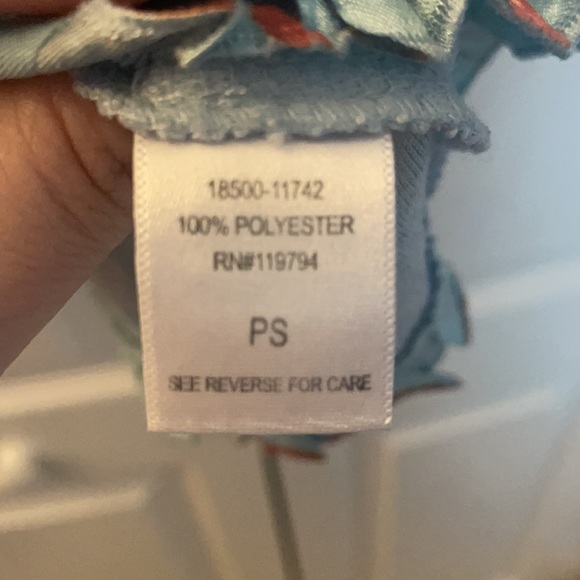 18500-11742
100% POLYESTER
RN#119794
PS
SEE REVERSE FOR CARE